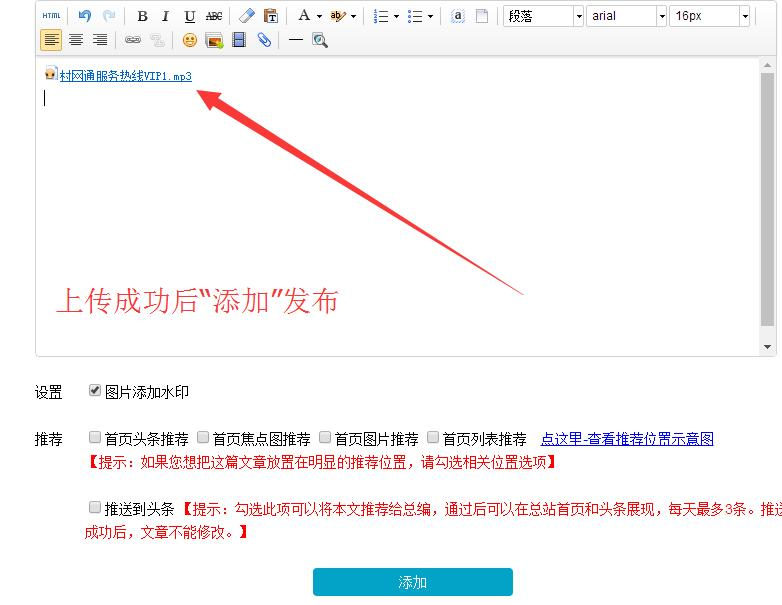 HTML B I U ABC T A ab a 段落 arial 16px
村网通服务热线VIP1.mp3
上传成功后“添加”发布
设置 图片添加水印
推荐 首页头条推荐 首页焦点图推荐 首页图片推荐 首页列表推荐 点这里-查看推荐位置示意图
【提示：如果您想把这篇文章放置在明显的推荐位置，请勾选相关位置选项】
推送到头条【提示：勾选此项可以将本文推荐给总编，通过后可以在总站首页和头条展现，每天最多3条。推送
成功后，文章不能修改。】
添加